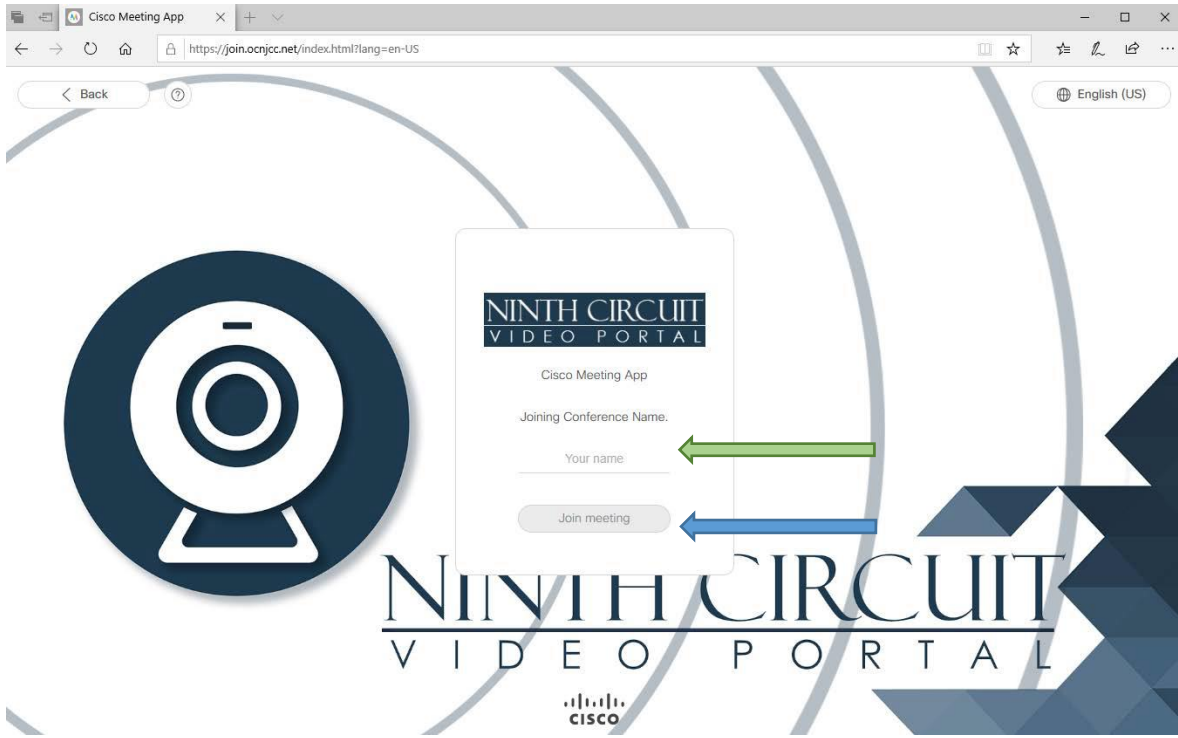 Cisco Meeting App
https://join.ocnjcc.net/index.html?lang=en-US
Back
English (US)
NINTH CIRCUIT
VIDEO PORTAL
Cisco Meeting App
Joining Conference Name.
Your name
Join meeting
NINTH CIRCUIT
VIDEO PORTAL
CISCO